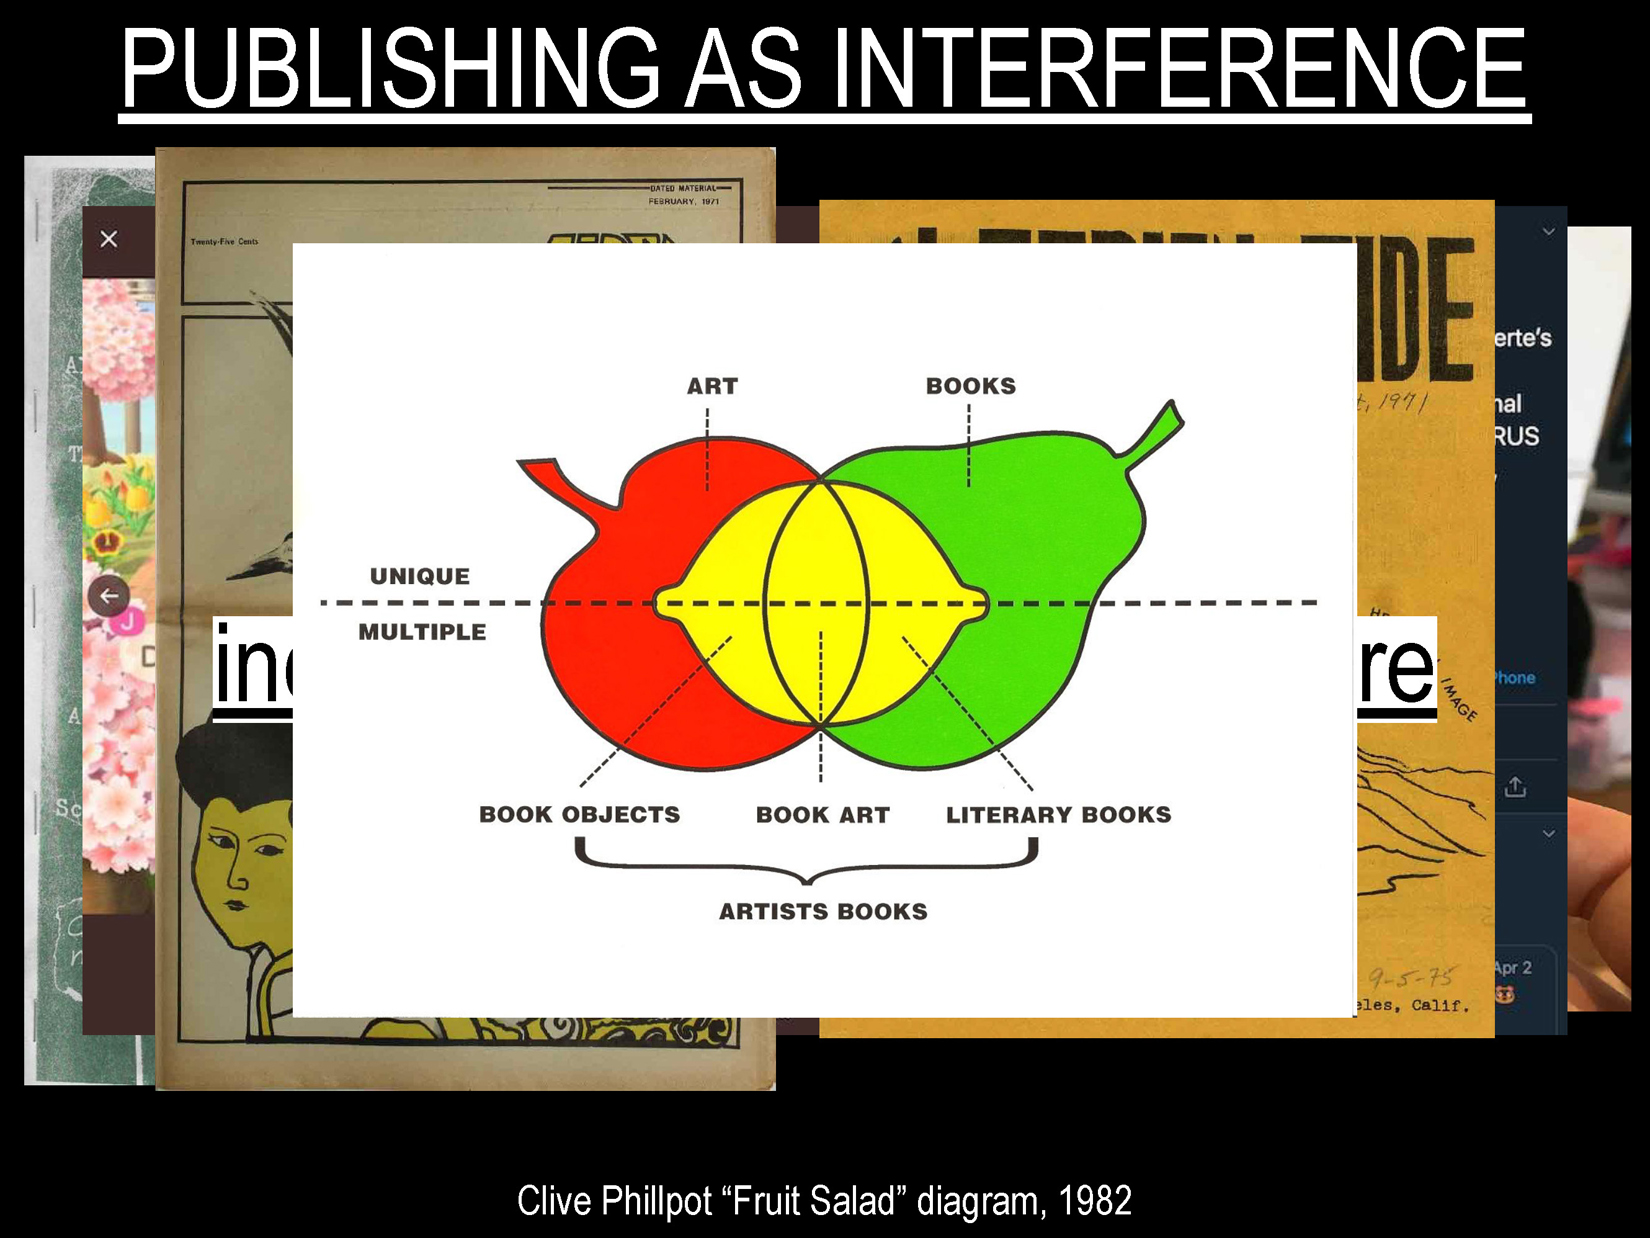 PUBLISHING AS INTERFERENCE
DATED MATERIAL
FEBRUARY, 1971
Twenty-Five Cents
IDE
1971
erte's
nal
RUS
ART
BOOKS
UNIQUE
MULTIPLE
J
D
in
re
Phone
IMAGE
BOOK OBJECTS
BOOK ART
LITERARY BOOKS
ARTISTS BOOKS
Sc
9-5-75
Apr 2
eles, Calif.
Clive Phillpot “Fruit Salad” diagram, 1982